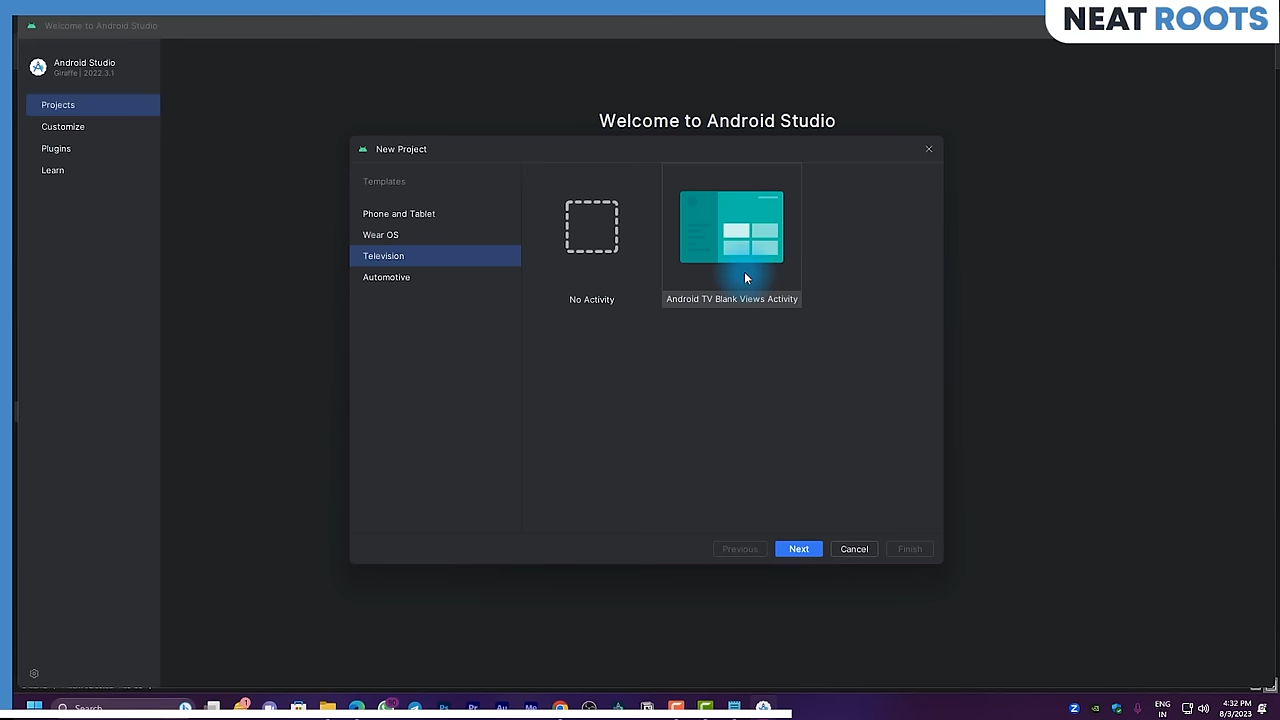 NEAT ROOTS
Welcome to Android Studio
Android Studio
Giraffe | 2022.3.1
Projects
Customize
Plugins
Learn
Welcome to Android Studio
New Project
Templates
Phone and Tablet
Wear OS
Television
Automotive
No Activity
Android TV Blank Views Activity
Previous
Next
Cancel
Finish
Search
ENG
IN
4:32 PM
8/3/2023